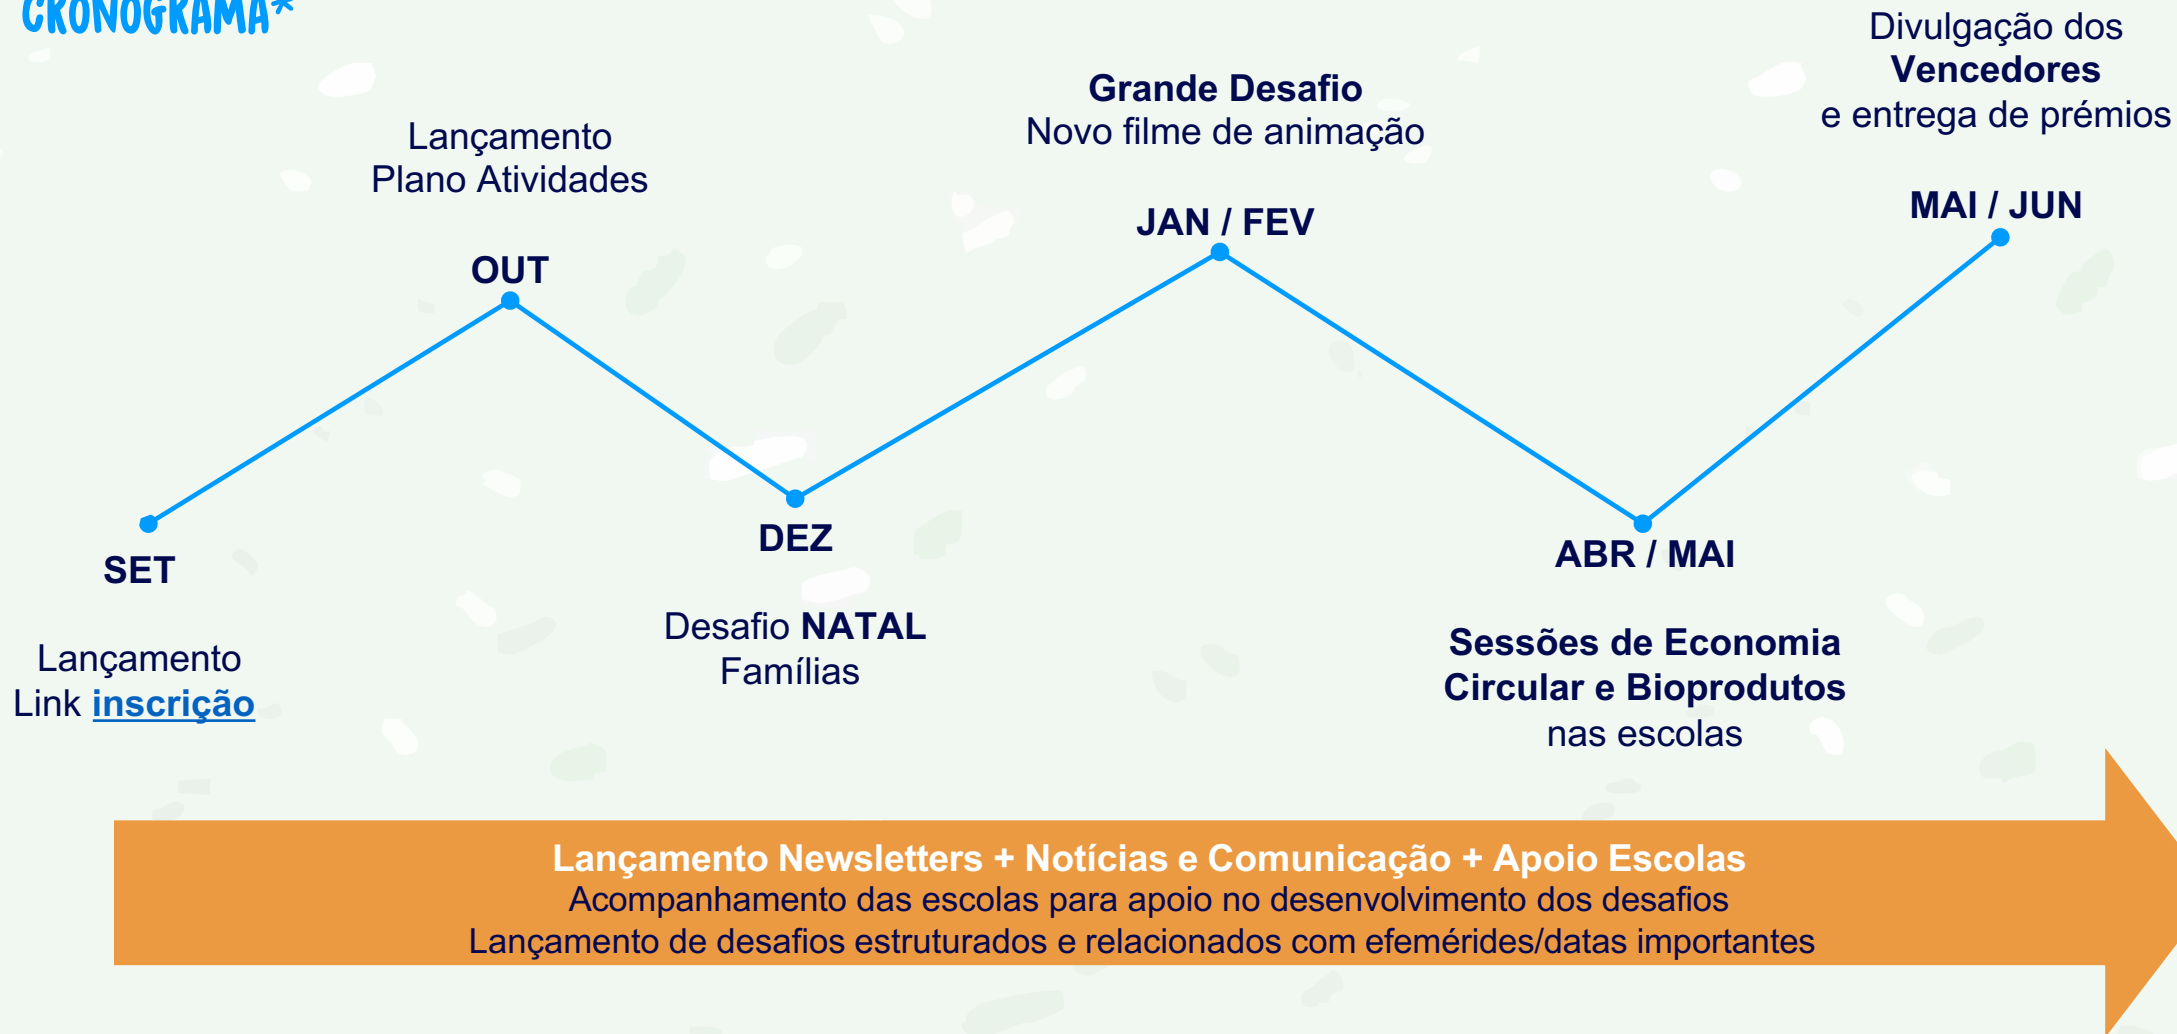 CRONOGRAMA*
Lançamento
Plano Atividades
OUT
Grande Desafio
Novo filme de animação
JAN / FEV
Divulgação dos
Vencedores
e entrega de prémios
MAI / JUN
SET
Lançamento
Link inscrição
DEZ
Desafio NATAL
Famílias
ABR / MAI
Sessões de Economia
Circular e Bioprodutos
nas escolas
Lançamento Newsletters + Notícias e Comunicação + Apoio Escolas
Acompanhamento das escolas para apoio no desenvolvimento dos desafios
Lançamento de desafios estruturados e relacionados com efemérides/datas importantes